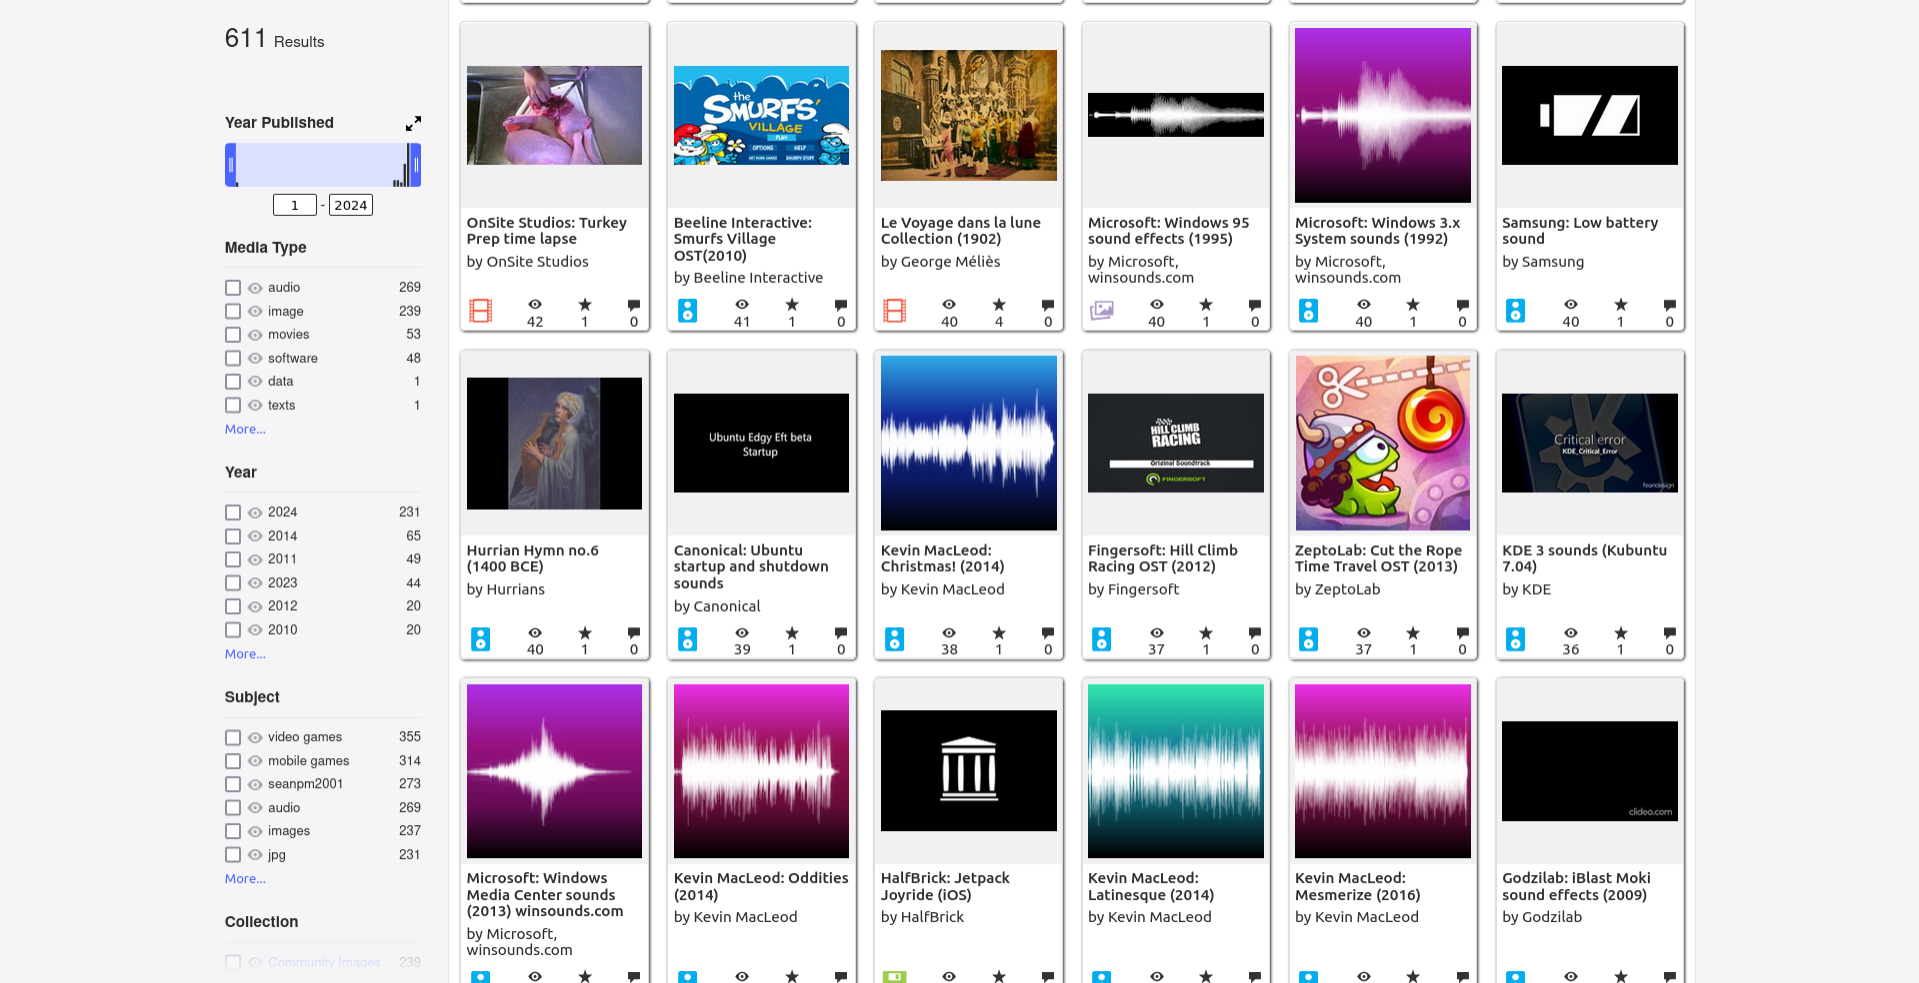 611 Results
Year Published
1 - 2024
Media Type
audio 269
image 239
movies 53
software 48
data 1
texts 1
More...
Year
2024 231
2014 65
2011 49
2023 44
2012 20
2010 20
More...
Subject
video games 355
mobile games 314
seanpm2001 273
audio 269
images 237
jpg 231
More...
Collection
Community Images 239
OnSite Studios: Turkey
Prep time lapse
by OnSite Studios
42 1 0
the
SMURFS'
VILLAGE
PLAY
OPTIONS HELP
GET MORE GAMES SMURFY STUFF
Beeline Interactive:
Smurfs Village
OST(2010)
by Beeline Interactive
41 1 0
Le Voyage dans la lune
Collection (1902)
by George Méliès
40 4 0
Microsoft: Windows 95
sound effects (1995)
by Microsoft,
winsounds.com
40 1 0
Microsoft: Windows 3.x
System sounds (1992)
by Microsoft,
winsounds.com
40 1 0
Samsung: Low battery
sound
by Samsung
40 1 0
Hurrian Hymn no.6
(1400 BCE)
by Hurrians
40 1 0
Ubuntu Edgy Eft beta
Startup
Canonical: Ubuntu
startup and shutdown
sounds
by Canonical
39 1 0
Kevin MacLeod:
Christmas! (2014)
by Kevin MacLeod
38 1 0
HILL CLIMB
RACING
Original Soundtrack
FINGERSOFT
Fingersoft: Hill Climb
Racing OST (2012)
by Fingersoft
37 1 0
ZeptoLab: Cut the Rope
Time Travel OST (2013)
by ZeptoLab
37 1 0
Critical error
KDE_Critical_Error
feandesign
KDE 3 sounds (Kubuntu
7.04)
by KDE
36 1 0
Microsoft: Windows
Media Center sounds
(2013) winsounds.com
by Microsoft,
winsounds.com
Kevin MacLeod: Oddities
(2014)
by Kevin MacLeod
HalfBrick: Jetpack
Joyride (iOS)
by HalfBrick
Kevin MacLeod:
Latinesque (2014)
by Kevin MacLeod
Kevin MacLeod:
Mesmerize (2016)
by Kevin MacLeod
clideo.com
Godzilab: iBlast Moki
sound effects (2009)
by Godzilab